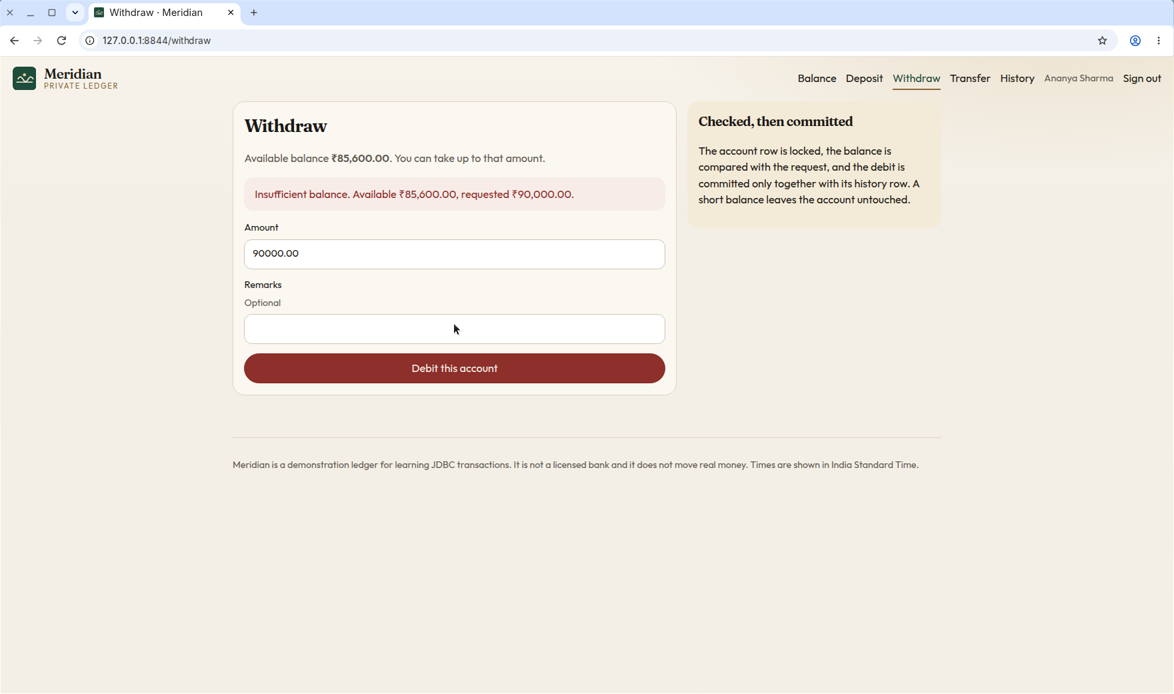 Withdraw · Meridian
127.0.0.1:8844/withdraw
Meridian
PRIVATE LEDGER
Balance Deposit Withdraw Transfer History Ananya Sharma Sign out
Withdraw
Available balance ₹85,600.00. You can take up to that amount.
Insufficient balance. Available ₹85,600.00, requested ₹90,000.00.
Amount
90000.00
Remarks
Optional
Debit this account
Checked, then committed
The account row is locked, the balance is
compared with the request, and the debit is
committed only together with its history row. A
short balance leaves the account untouched.
Meridian is a demonstration ledger for learning JDBC transactions. It is not a licensed bank and it does not move real money. Times are shown in India Standard Time.